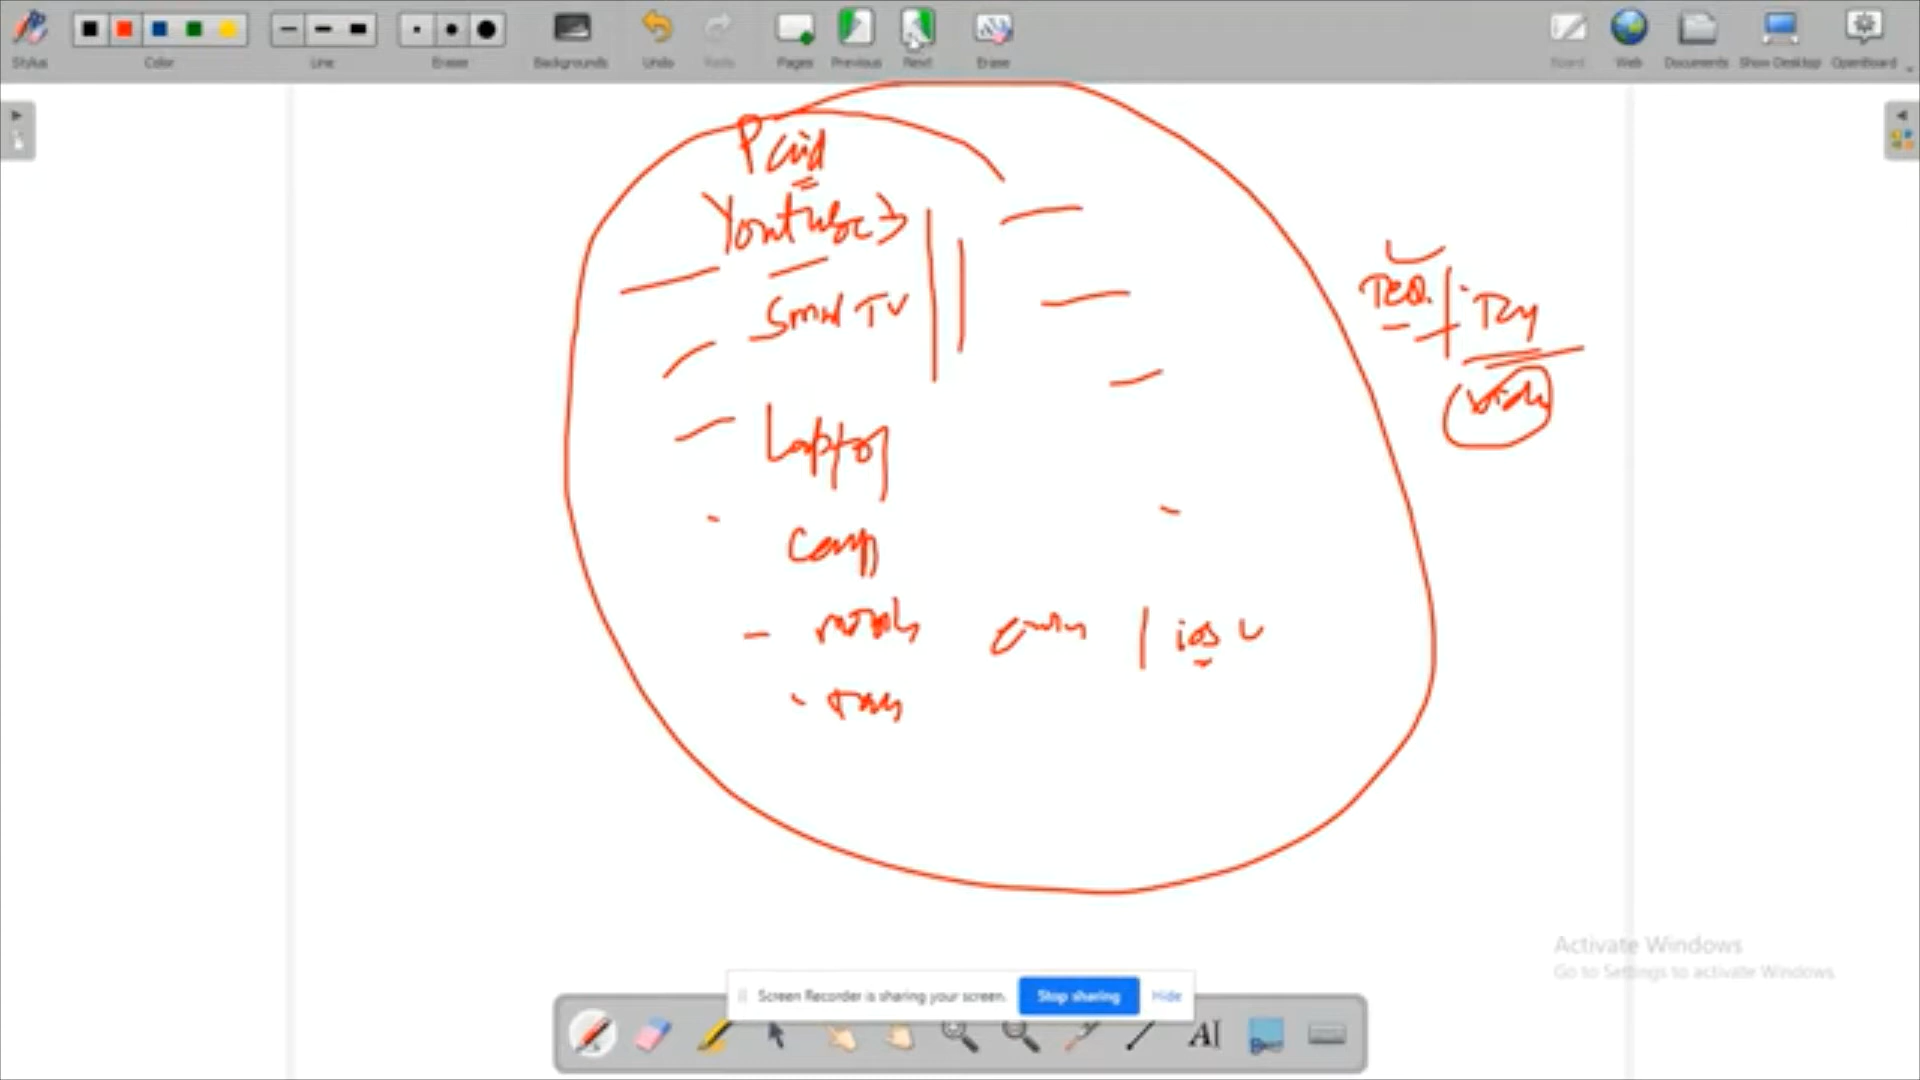 Stylus Color Line Eraser Backgrounds Undo Redo Pages Previous Next Erase Board Web Documents Show Desktop OpenBoard
Paid
Youtube
Smart TV
Laptop
Comp
ios
Activate Windows
Go to Settings to activate Windows.
Screen Recorder is sharing your screen. Stop sharing Hide
AI